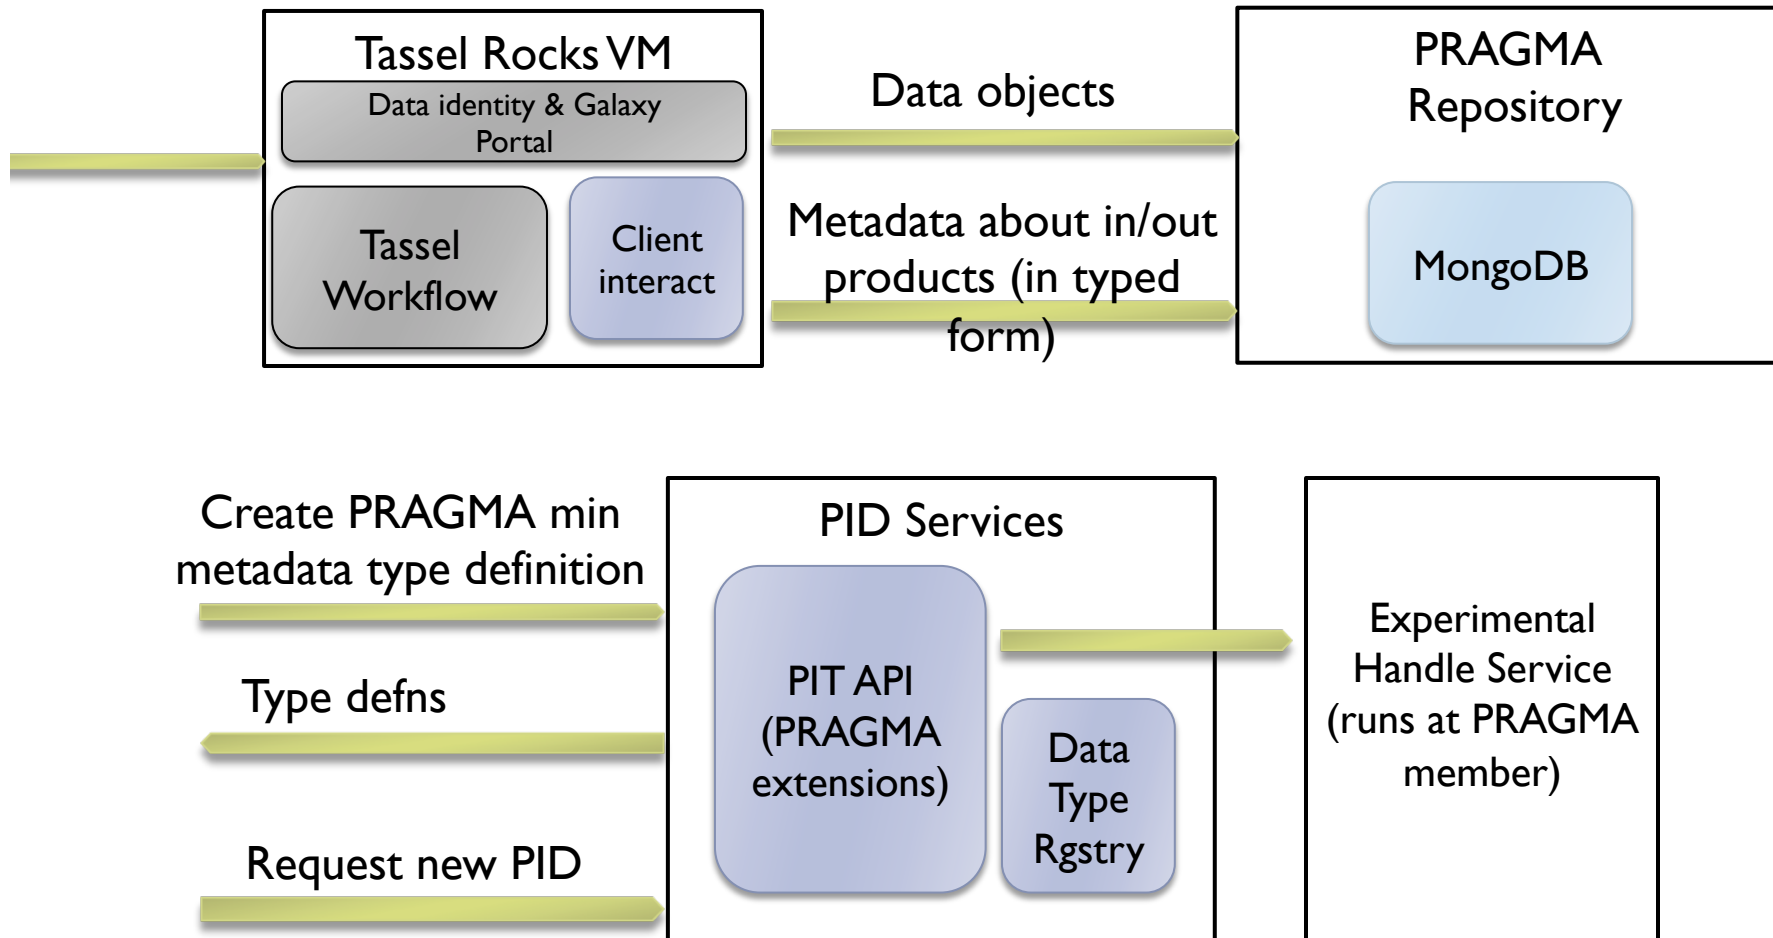 Tassel Rocks VM
Data identity & Galaxy
Portal
Tassel
Workflow
Client
interact
Data objects
Metadata about in/out
products (in typed
form)
PRAGMA
Repository
MongoDB
Create PRAGMA min
metadata type definition
Type defns
Request new PID
PID Services
PIT API
(PRAGMA
extensions)
Data
Type
Rgstry
Experimental
Handle Service
(runs at PRAGMA
member)